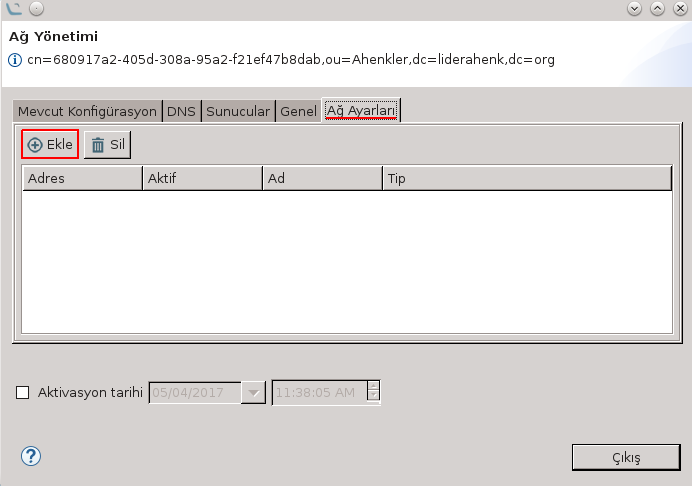 Ağ Yönetimi
cn=680917a2-405d-308a-95a2-f21ef47b8dab,ou=Ahenkler,dc=liderahenk,dc=org
Mevcut Konfigürasyon DNS Sunucular Genel Ağ Ayarları
Ekle Sil
Adres Aktif Ad Tip
Aktivasyon tarihi 05/04/2017 11:38:05 AM
Çıkış